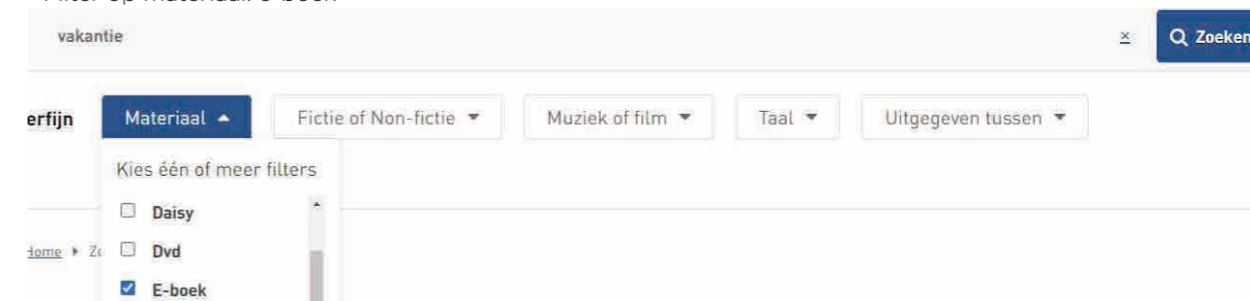 vakantie × Zoeken
erfijn Materiaal Fictie of Non-fictie Muziek of film Taal Uitgegeven tussen
Kies één of meer filters
Daisy
Home Dvd
E-boek